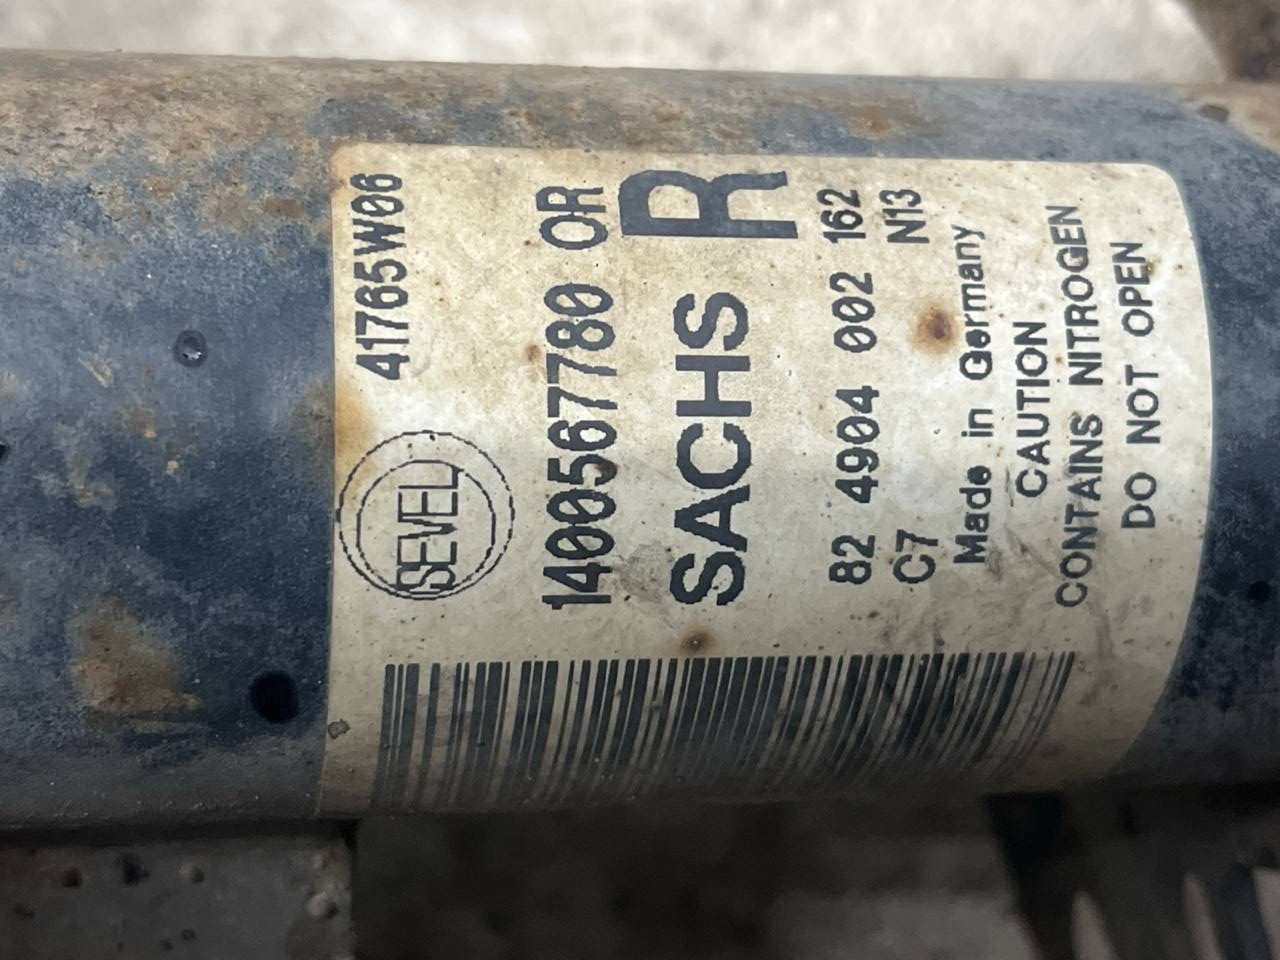 41765W06
SEVEL
1400567780 OR
SACHS R
82 4904 002 162
C7 N13
Made in Germany
CAUTION
CONTAINS NITROGEN
DO NOT OPEN